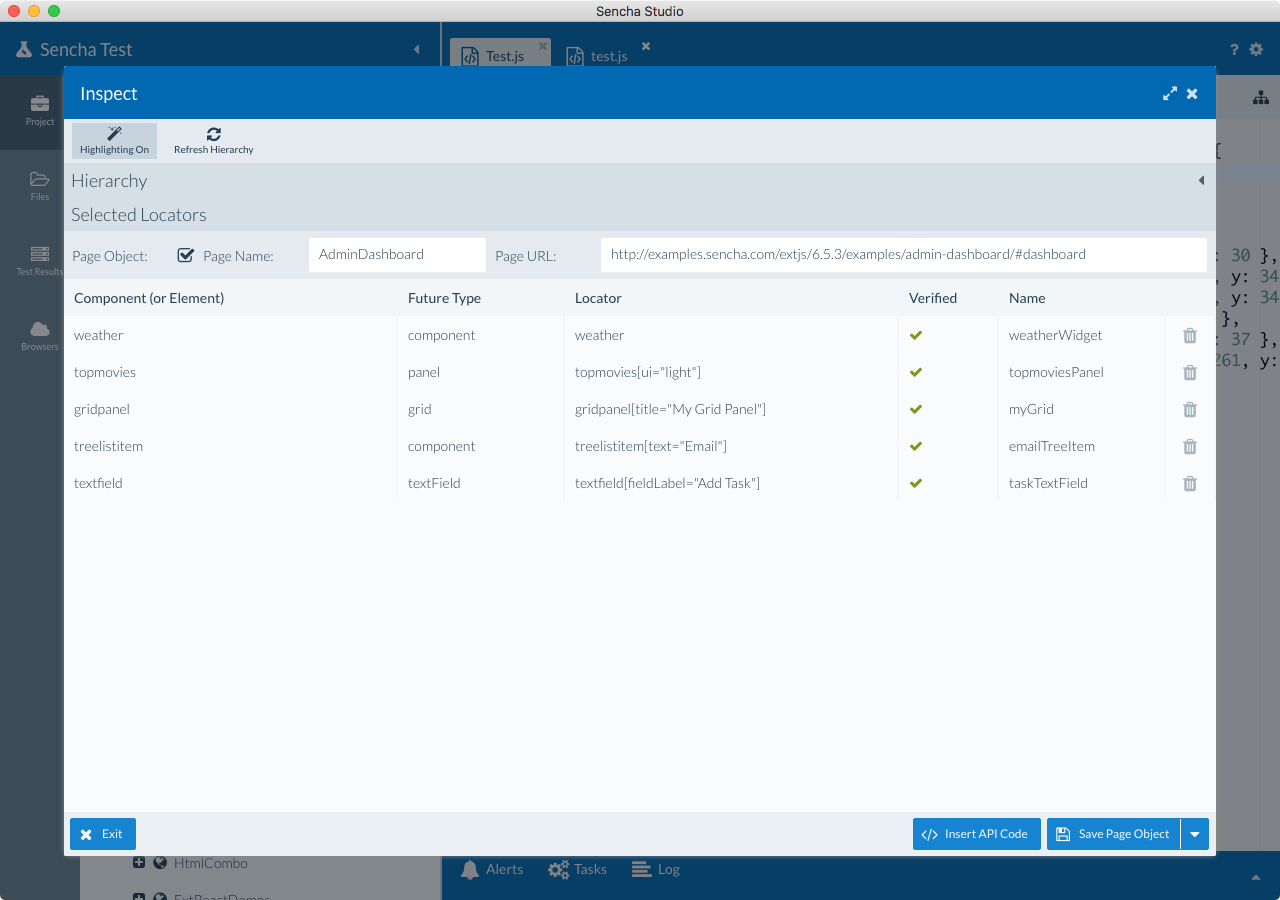 Sencha Studio
Sencha Test
Test.js
test.js
?
Inspect
Project
Highlighting On
Refresh Hierarchy
{
Hierarchy
Files
Selected Locators
Page Object:
Page Name:
AdminDashboard
Page URL:
http://examples.sencha.com/extjs/6.5.3/examples/admin-dashboard/#dashboard
: 30 },
Test Results
, y: 34
Component (or Element)
Future Type
Locator
Verified
Name
, y: 34
},
weather
component
weather
weatherWidget
: 37 },
Browsers
261, y:
topmovies
panel
topmovies[ui="light"]
topmoviesPanel
gridpanel
grid
gridpanel[title="My Grid Panel"]
myGrid
treelistitem
component
treelistitem[text="Email"]
emailTreeItem
textfield
textField
textfield[fieldLabel="Add Task"]
taskTextField
Exit
Insert API Code
Save Page Object
HtmlCombo
Alerts
Tasks
Log
ExtReactDemos